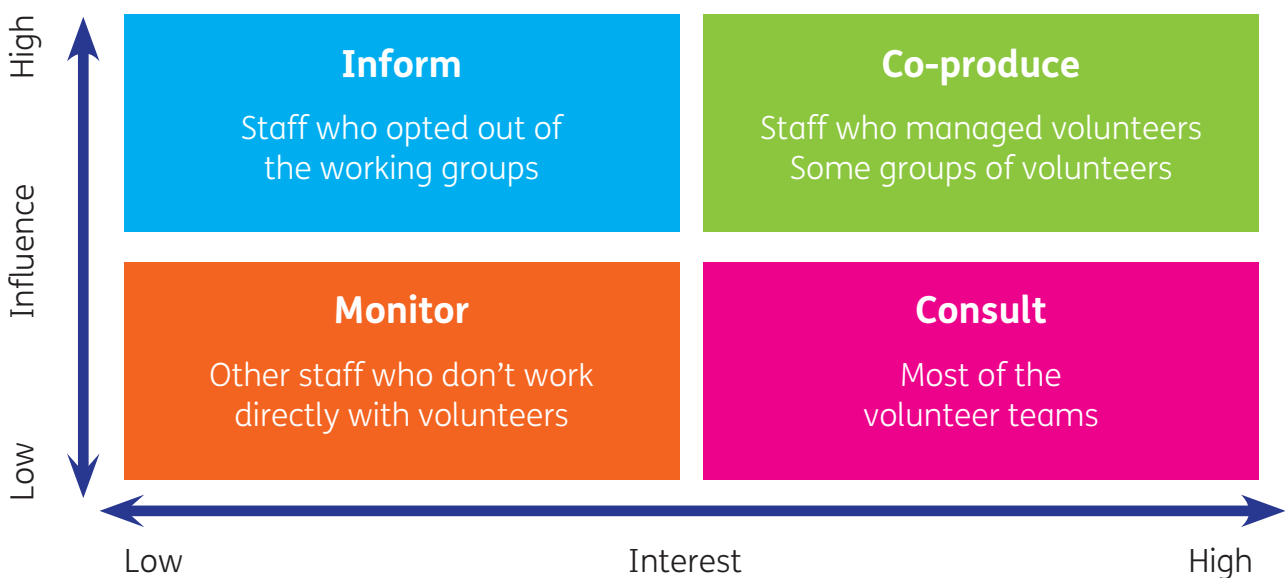 High
Influence
Low
Inform
Staff who opted out of
the working groups
Co-produce
Staff who managed volunteers
Some groups of volunteers
Monitor
Other staff who don’t work
directly with volunteers
Consult
Most of the
volunteer teams
Low
Interest
High